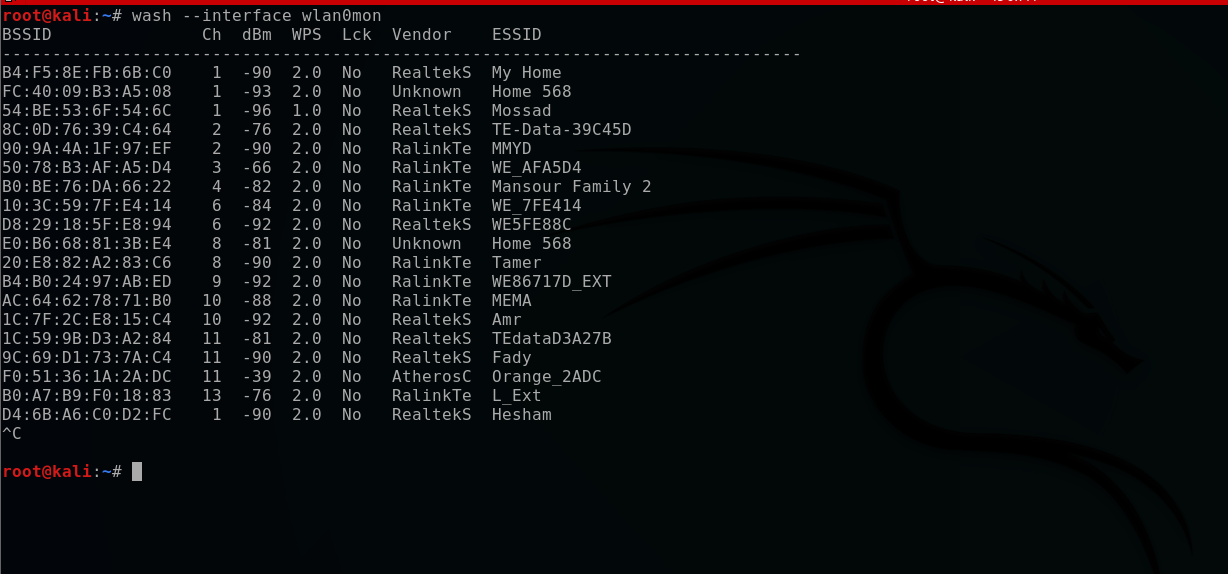 root@kali:~# wash --interface wlan0mon
BSSID Ch dBm WPS Lck Vendor ESSID
--------------------------------------------------------------------------------
B4:F5:8E:FB:6B:C0 1 -90 2.0 No RealtekS My Home
FC:40:09:B3:A5:08 1 -93 2.0 No Unknown Home 568
54:BE:53:6F:54:6C 1 -96 1.0 No RealtekS Mossad
8C:0D:76:39:C4:64 2 -76 2.0 No RealtekS TE-Data-39C45D
90:9A:4A:1F:97:EF 2 -90 2.0 No RalinkTe MMYD
50:78:B3:AF:A5:D4 3 -66 2.0 No RalinkTe WE_AFA5D4
B0:BE:76:DA:66:22 4 -82 2.0 No RalinkTe Mansour Family 2
10:3C:59:7F:E4:14 6 -84 2.0 No RalinkTe WE_7FE414
D8:29:18:5F:E8:94 6 -92 2.0 No RealtekS WE5FE88C
E0:B6:68:81:3B:E4 8 -81 2.0 No Unknown Home 568
20:E8:82:A2:83:C6 8 -90 2.0 No RalinkTe Tamer
B4:B0:24:97:AB:ED 9 -92 2.0 No RalinkTe WE86717D_EXT
AC:64:62:78:71:B0 10 -88 2.0 No RalinkTe MEMA
1C:7F:2C:E8:15:C4 10 -92 2.0 No RealtekS Amr
1C:59:9B:D3:A2:84 11 -81 2.0 No RealtekS TEdataD3A27B
9C:69:D1:73:7A:C4 11 -90 2.0 No RealtekS Fady
F0:51:36:1A:2A:DC 11 -39 2.0 No AtherosC Orange_2ADC
B0:A7:B9:F0:18:83 13 -76 2.0 No RalinkTe L_Ext
D4:6B:A6:C0:D2:FC 1 -90 2.0 No RealtekS Hesham
^C
root@kali:~#